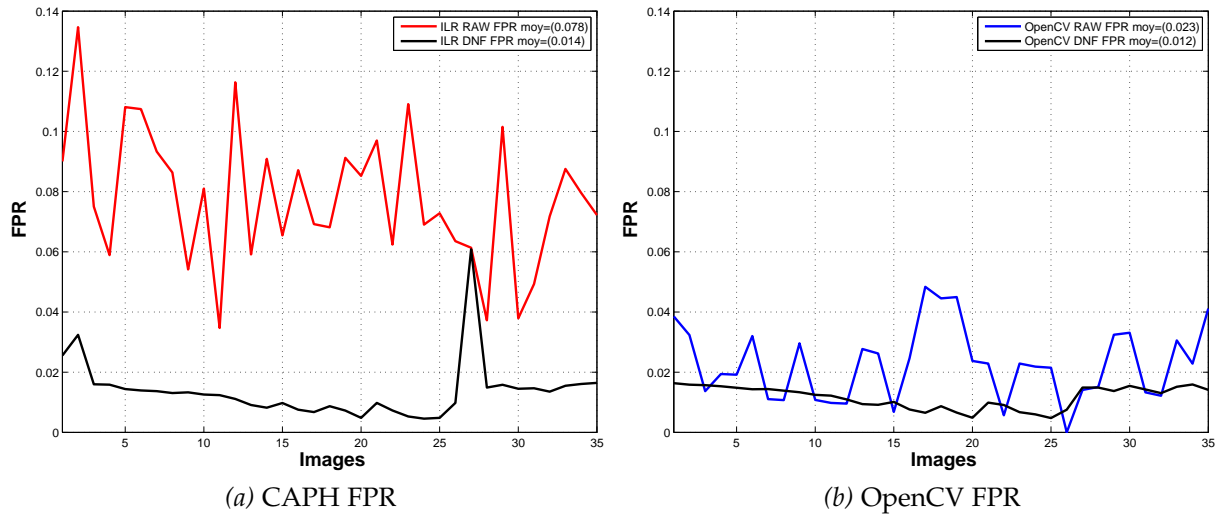 0.14
0.12
0.1
0.08
0.06
0.04
0.02
0
FPR
ILR RAW FPR moy=(0.078)
ILR DNF FPR moy=(0.014)
5 10 15 20 25 30 35
Images
(a) CAPH FPR
0.14
0.12
0.1
0.08
0.06
0.04
0.02
0
FPR
OpenCV RAW FPR moy=(0.023)
OpenCV DNF FPR moy=(0.012)
5 10 15 20 25 30 35
Images
(b) OpenCV FPR